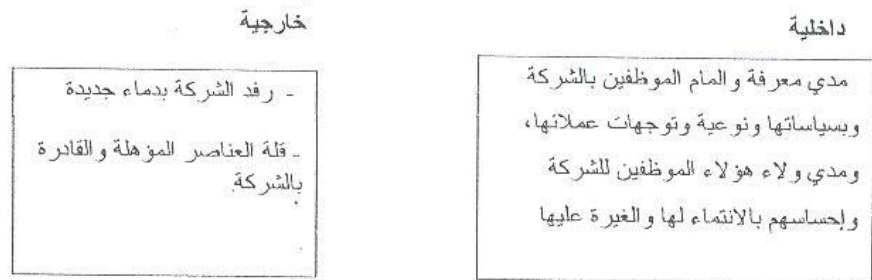 داخلية
مدي معرفة والمام الموظفين بالشركة
وبسياساتها ونوعية وتوجهات عملائها،
ومدي ولاء هؤلاء الموظفين للشركة
وإحساسهم بالانتماء لها والغيرة عليها
خارجية
- رفد الشركة بدماء جديدة
- قلة العناصر المؤهلة والقادرة
بالشركة.